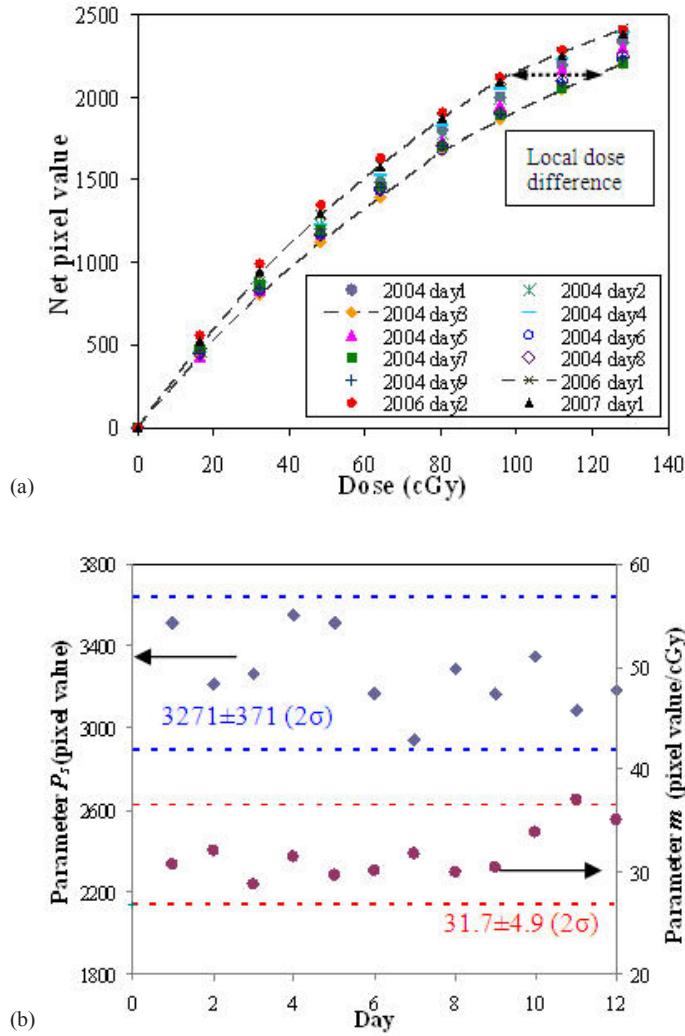 (a)
2500
2000
1500
1000
500
0
Net pixel value
Local dose
difference
2004 day1 2004 day2
2004 day3 2004 day4
2004 day5 2004 day6
2004 day7 2004 day8
2004 day9 2006 day1
2006 day2 2007 day1
0 20 40 60 80 100 120 140
Dose (cGy)
(b)
3800
3400
3000
2600
2200
1800
Parameter Ps (pixel value)
3271±371 (2σ)
31.7±4.9 (2σ)
60
50
40
30
20
Parameter m (pixel value/cGy)
0 2 4 6 8 10 12
Day